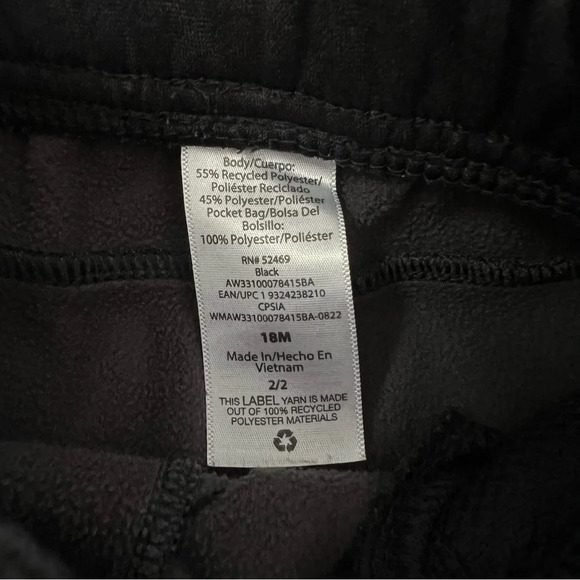 Body/Cuerpo:
55% Recycled Polyester/
Poliéster Reciclado
45% Polyester/Poliéster
Pocket Bag/Bolsa Del
Bolsillo:
100% Polyester/Poliéster
RN# 52469
Black
AW33100078415BA
EAN/UPC 1 9324238210
CPSIA
WMAW33100078415BA-0822
18M
Made In/Hecho En
Vietnam
2/2
THIS LABEL YARN IS MADE
OUT OF 100% RECYCLED
POLYESTER MATERIALS